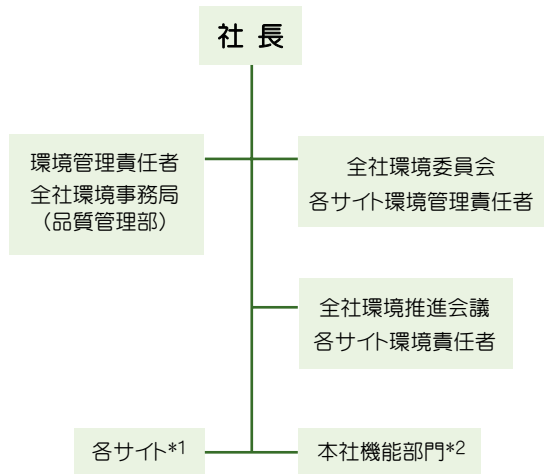 社 長
環境管理責任者
全社環境事務局
（品質管理部）
全社環境委員会
各サイト環境管理責任者
全社環境推進会議
各サイト環境責任者
各サイト*1
本社機能部門*2